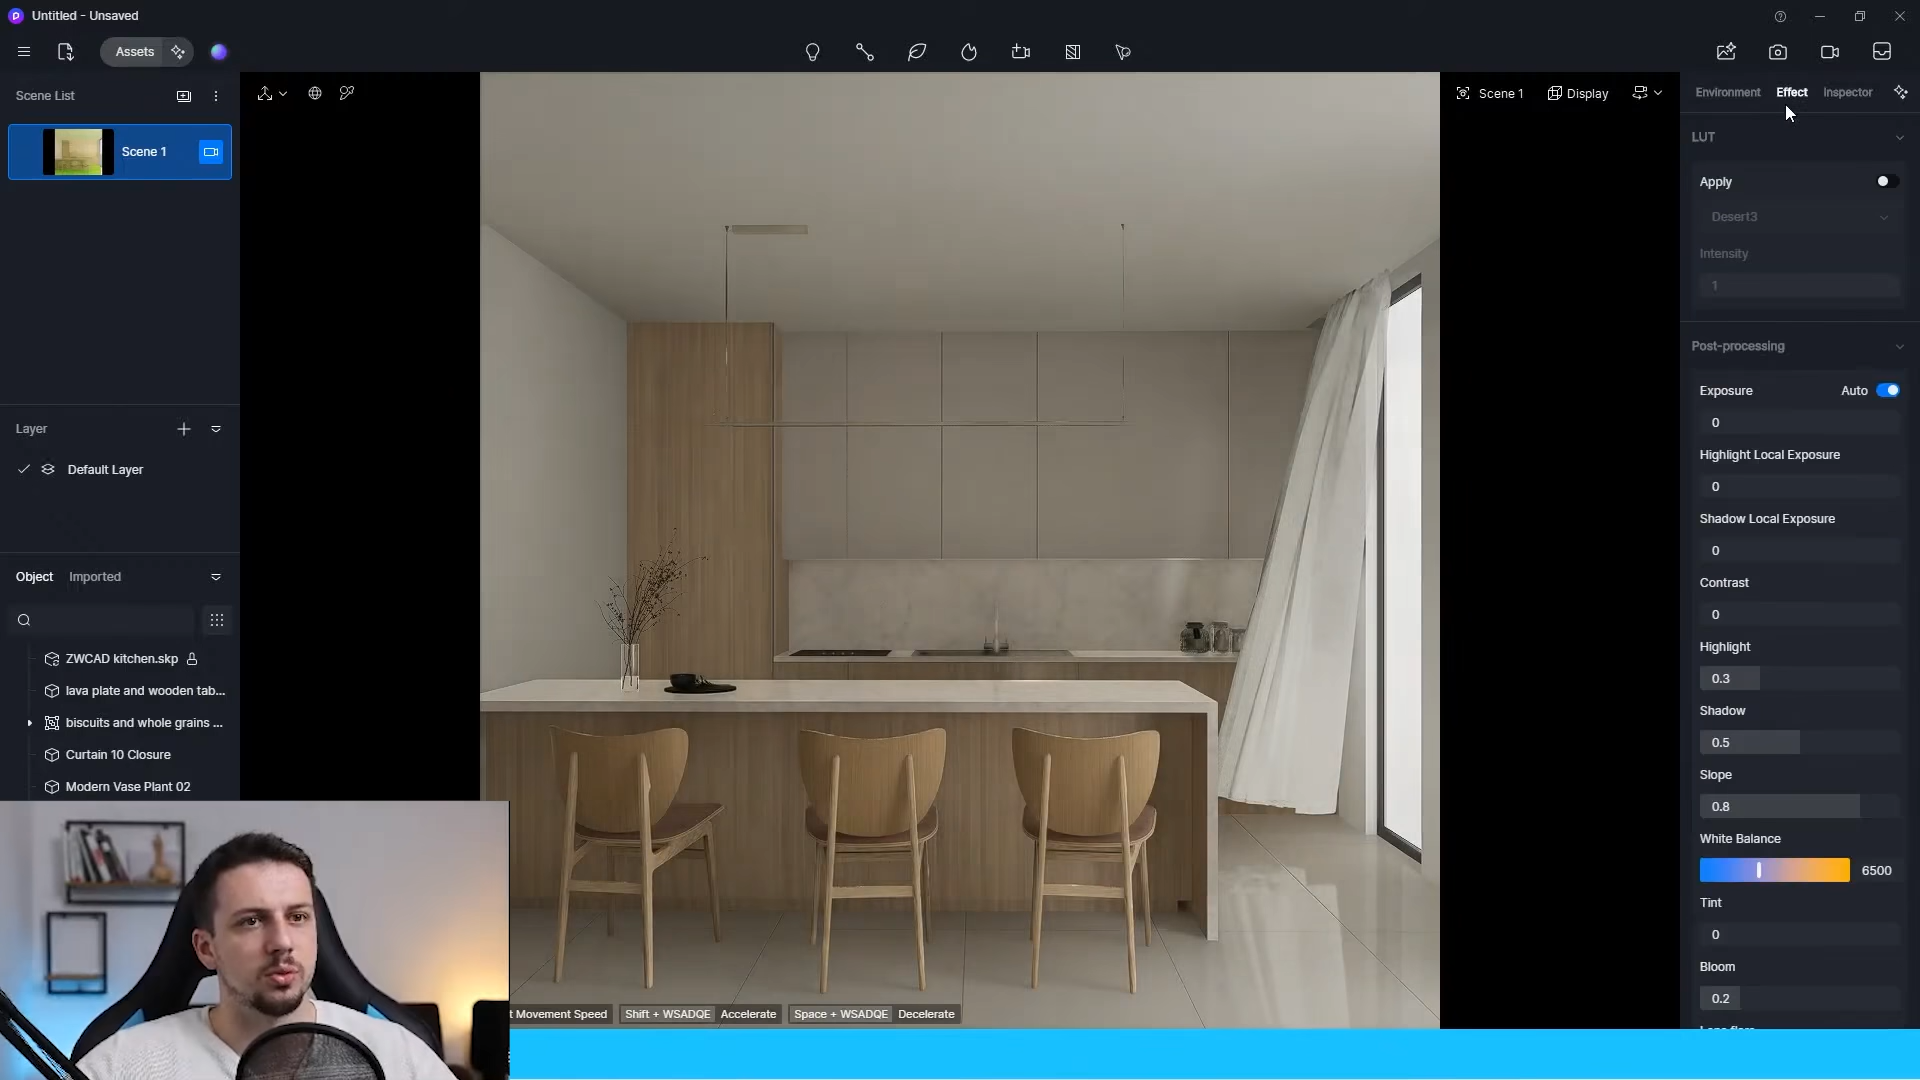 Untitled - Unsaved
Assets
Scene List
Scene 1
Layer
Default Layer
Object Imported
ZWCAD kitchen.skp
lava plate and wooden tab...
biscuits and whole grains ...
Curtain 10 Closure
Modern Vase Plant 02
Scene 1 Display
t Movement Speed Shift + WSADQE Accelerate Space + WSADQE Decelerate
Environment Effect Inspector
LUT
Apply
Desert3
Intensity
1
Post-processing
Exposure Auto
0
Highlight Local Exposure
0
Shadow Local Exposure
0
Contrast
0
Highlight
0.3
Shadow
0.5
Slope
0.8
White Balance
6500
Tint
0
Bloom
0.2